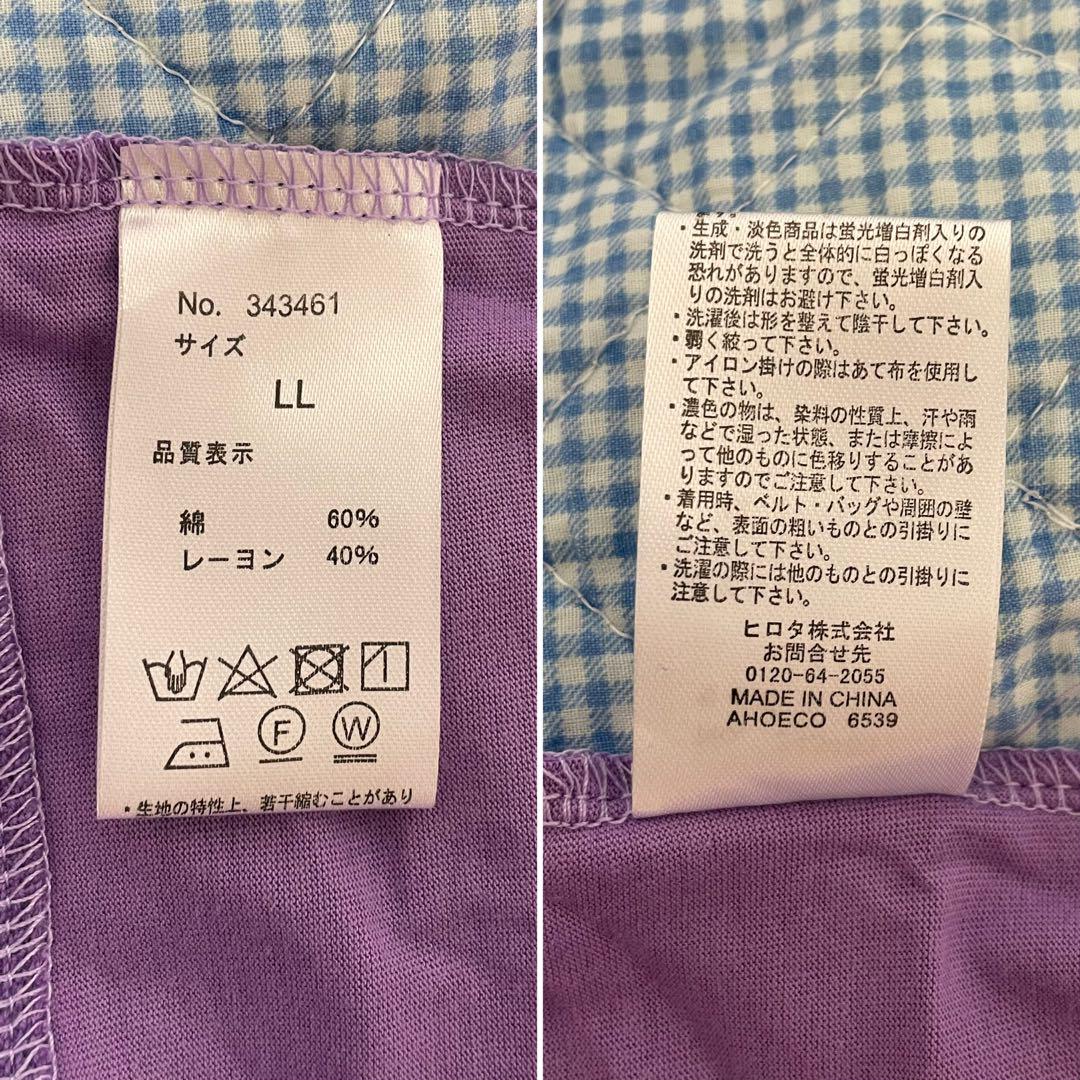 No. 343461
サイズ
LL
品質表示
綿 60%
レーヨン 40%
F W
・生地の特性上、若干縮むことがあり
ます。
・生成・淡色商品は蛍光増白剤入りの
洗剤で洗うと全体的に白っぽくなる
恐れがありますので、蛍光増白剤入
りの洗剤はお避け下さい。
・洗濯後は形を整えて陰干して下さい。
・弱く絞って下さい。
・アイロン掛けの際はあて布を使用し
て下さい。
・濃色の物は、染料の性質上、汗や雨
などで湿った状態、または摩擦によ
って他のものに色移りすることがあ
りますのでご注意して下さい。
・着用時、ベルト・バッグや周囲の壁
など、表面の粗いものとの引掛りに
ご注意して下さい。
・洗濯の際には他のものとの引掛りに
注意して下さい。
ヒロタ株式会社
お問合せ先
0120-64-2055
MADE IN CHINA
AHOECO 6539